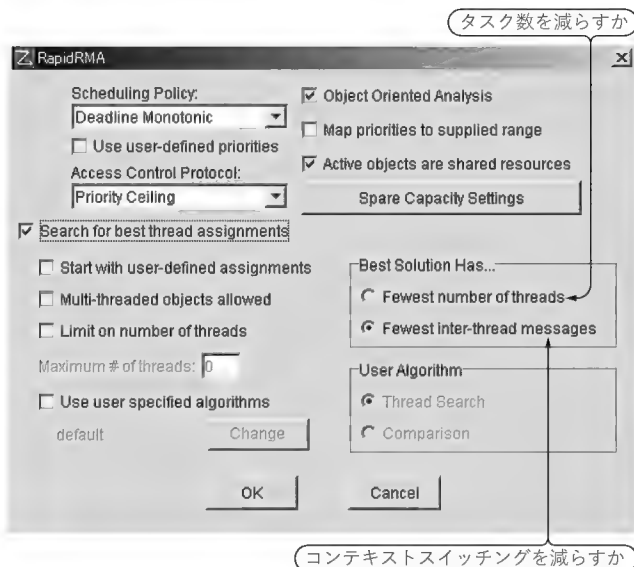 タスク数を減らすか
RapidRMA
Scheduling Policy:
Deadline Monotonic
Use user-defined priorities
Access Control Protocol:
Priority Ceiling
Object Oriented Analysis
Map priorities to supplied range
Active objects are shared resources
Spare Capacity Settings
Search for best thread assignments
Start with user-defined assignments
Multi-threaded objects allowed
Limit on number of threads
Maximum # of threads: 0
Use user specified algorithms
default Change
Best Solution Has...
Fewest number of threads
Fewest inter-thread messages
User Algorithm
Thread Search
Comparison
OK Cancel
コンテキストスイッチングを減らすか